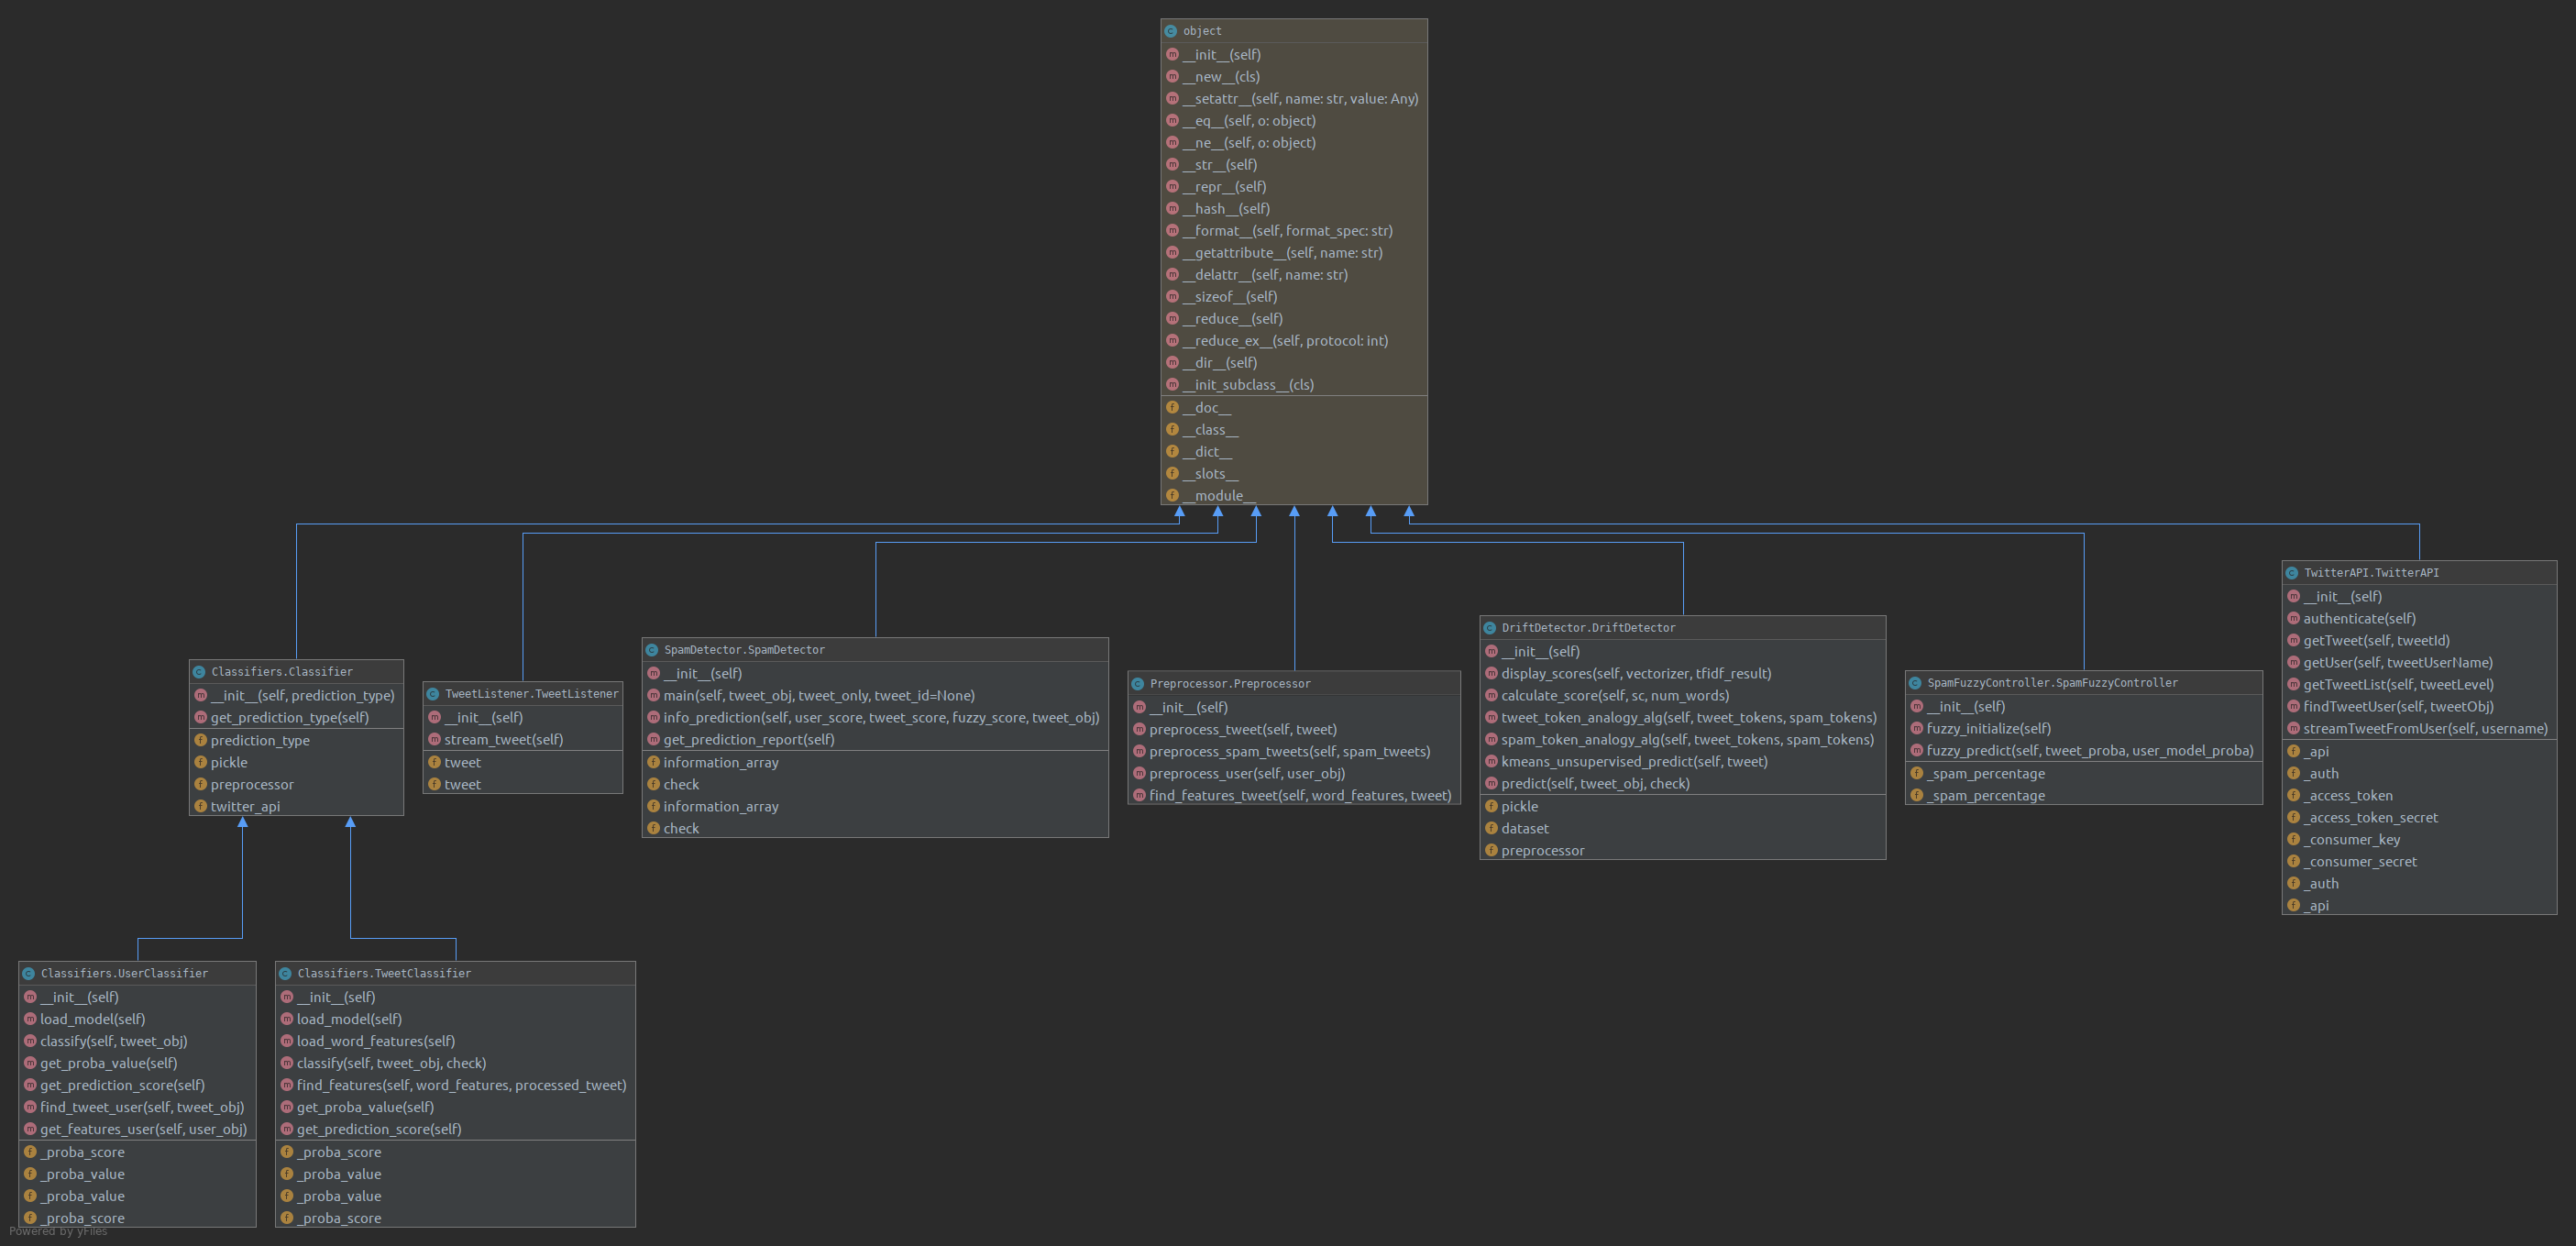 object
__init__(self)
__new__(cls)
__setattr__(self, name: str, value: Any)
__eq__(self, o: object)
__ne__(self, o: object)
__str__(self)
__repr__(self)
__hash__(self)
__format__(self, format_spec: str)
__getattribute__(self, name: str)
__delattr__(self, name: str)
__sizeof__(self)
__reduce__(self)
__reduce_ex__(self, protocol: int)
__dir__(self)
__init_subclass__(cls)
__doc__
__class__
__dict__
__slots__
__module__
Classifiers.Classifier
__init__(self, prediction_type)
get_prediction_type(self)
prediction_type
pickle
preprocessor
twitter_api
TweetListener.TweetListener
__init__(self)
stream_tweet(self)
tweet
tweet
SpamDetector.SpamDetector
__init__(self)
main(self, tweet_obj, tweet_only, tweet_id=None)
info_prediction(self, user_score, tweet_score, fuzzy_score, tweet_obj)
get_prediction_report(self)
information_array
check
information_array
check
Preprocessor.Preprocessor
__init__(self)
preprocess_tweet(self, tweet)
preprocess_spam_tweets(self, spam_tweets)
preprocess_user(self, user_obj)
find_features_tweet(self, word_features, tweet)
DriftDetector.DriftDetector
__init__(self)
display_scores(self, vectorizer, tfidf_result)
calculate_score(self, sc, num_words)
tweet_token_analogy_alg(self, tweet_tokens, spam_tokens)
spam_token_analogy_alg(self, tweet_tokens, spam_tokens)
kmeans_unsupervised_predict(self, tweet)
predict(self, tweet_obj, check)
pickle
dataset
preprocessor
SpamFuzzyController.SpamFuzzyController
__init__(self)
fuzzy_initialize(self)
fuzzy_predict(self, tweet_proba, user_model_proba)
_spam_percentage
_spam_percentage
TwitterAPI.TwitterAPI
__init__(self)
authenticate(self)
getTweet(self, tweetId)
getUser(self, tweetUserName)
getTweetList(self, tweetLevel)
findTweetUser(self, tweetObj)
streamTweetFromUser(self, username)
_api
_auth
_access_token
_access_token_secret
_consumer_key
_consumer_secret
_auth
_api
Classifiers.UserClassifier
__init__(self)
load_model(self)
classify(self, tweet_obj)
get_proba_value(self)
get_prediction_score(self)
find_tweet_user(self, tweet_obj)
get_features_user(self, user_obj)
_proba_score
_proba_value
_proba_value
_proba_score
Classifiers.TweetClassifier
__init__(self)
load_model(self)
load_word_features(self)
classify(self, tweet_obj, check)
find_features(self, word_features, processed_tweet)
get_proba_value(self)
get_prediction_score(self)
_proba_score
_proba_value
_proba_value
_proba_score
Powered by yFiles